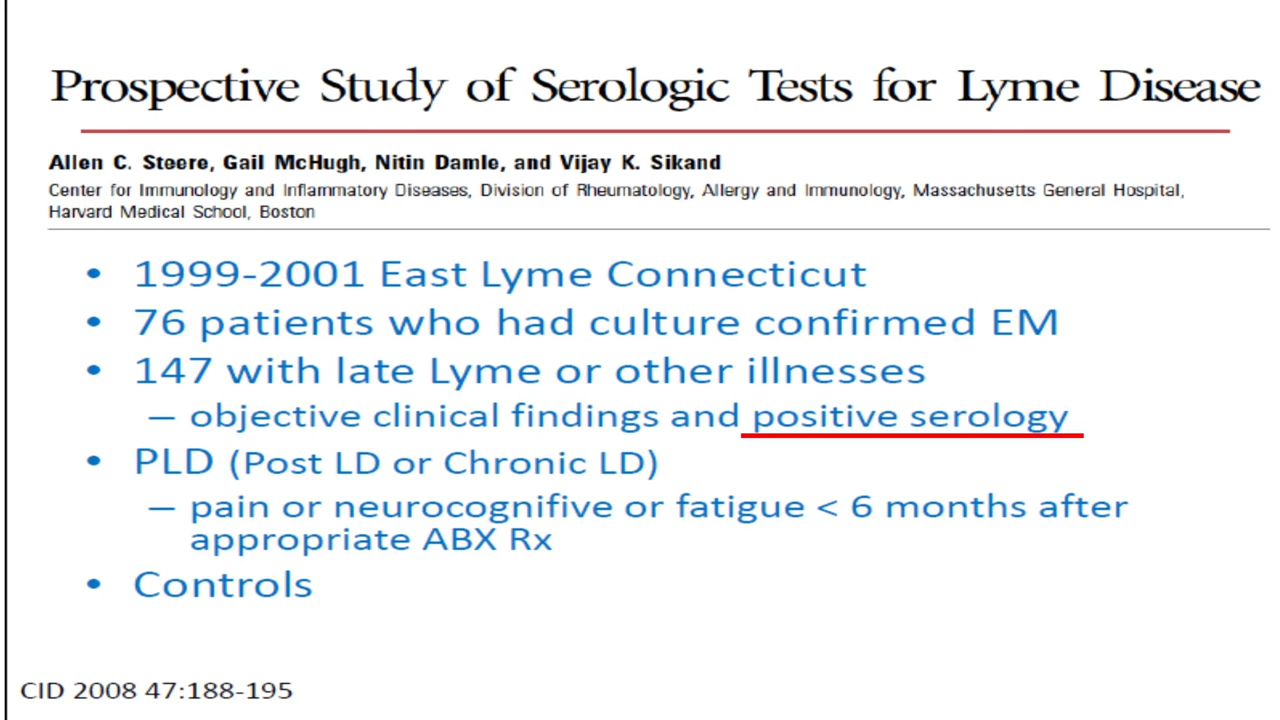 Prospective Study of Serologic Tests for Lyme Disease
Allen C. Steere, Gail McHugh, Nitin Damle, and Vijay K. Sikand
Center for Immunology and Inflammatory Diseases, Division of Rheumatology, Allergy and Immunology, Massachusetts General Hospital,
Harvard Medical School, Boston
• 1999-2001 East Lyme Connecticut
• 76 patients who had culture confirmed EM
• 147 with late Lyme or other illnesses
– objective clinical findings and positive serology
• PLD (Post LD or Chronic LD)
– pain or neurocognifive or fatigue < 6 months after
appropriate ABX Rx
• Controls
CID 2008 47:188-195